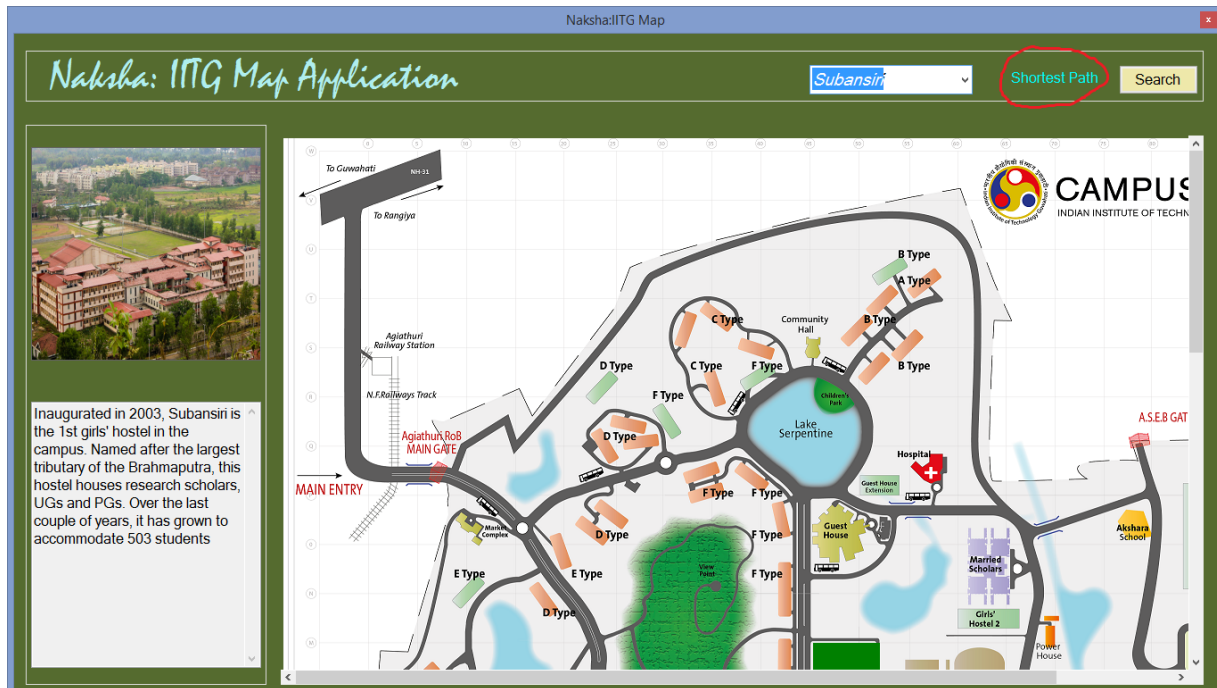 Naksha:IITG Map
x
Naksha: IITG Map Application
Subansiri
Shortest Path
Search
Inaugurated in 2003, Subansiri is
the 1st girls' hostel in the
campus. Named after the largest
tributary of the Brahmaputra, this
hostel houses research scholars,
UGs and PGs. Over the last
couple of years, it has grown to
accommodate 503 students
To Guwahati
NH-31
To Rangiya
CAMPUS
INDIAN INSTITUTE OF TECHN
B Type
A Type
C Type
Community
Hall
B Type
Agiathuri
Railway Station
D Type
C Type
F Type
B Type
N.F.Railways Track
F Type
Children's
Park
Lake
Serpentine
A.S.E.B GAT
Agiathuri RoB
MAIN GATE
D Type
Hospital
MAIN ENTRY
F Type
F Type
Guest House
Extension
Market
Complex
D Type
F Type
Guest
House
Akshara
School
E Type
E Type
View
Point
F Type
Married
Scholars
D Type
Girls'
Hostel 2
Power
House